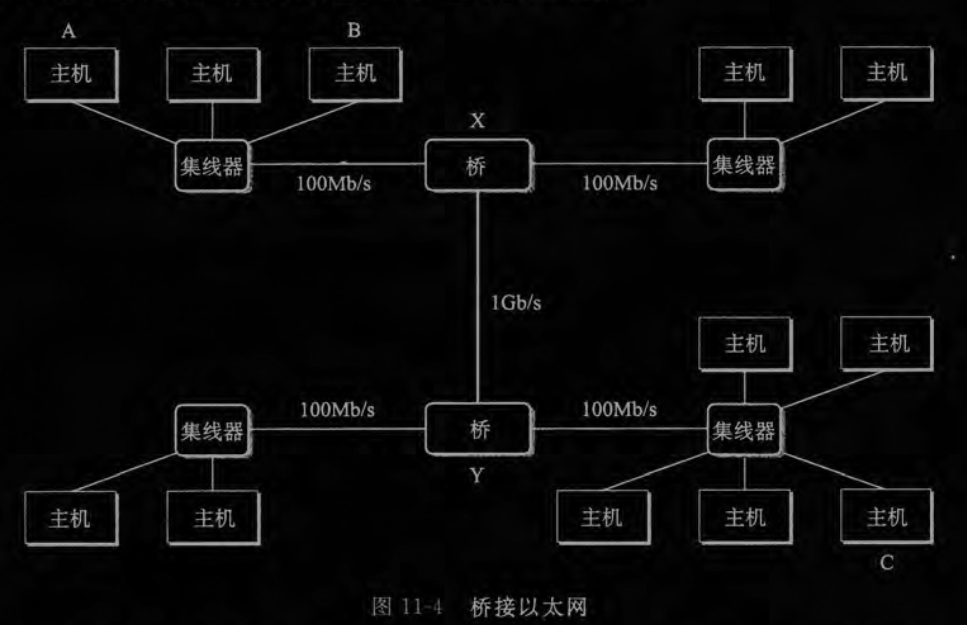 A B
主机 主机 主机 主机 主机
X
集线器 桥 集线器
100Mb/s 100Mb/s
1Gb/s
主机 主机
100Mb/s 100Mb/s
集线器 桥 集线器
Y
主机 主机 主机 主机 主机
C
图 11-4 桥接以太网